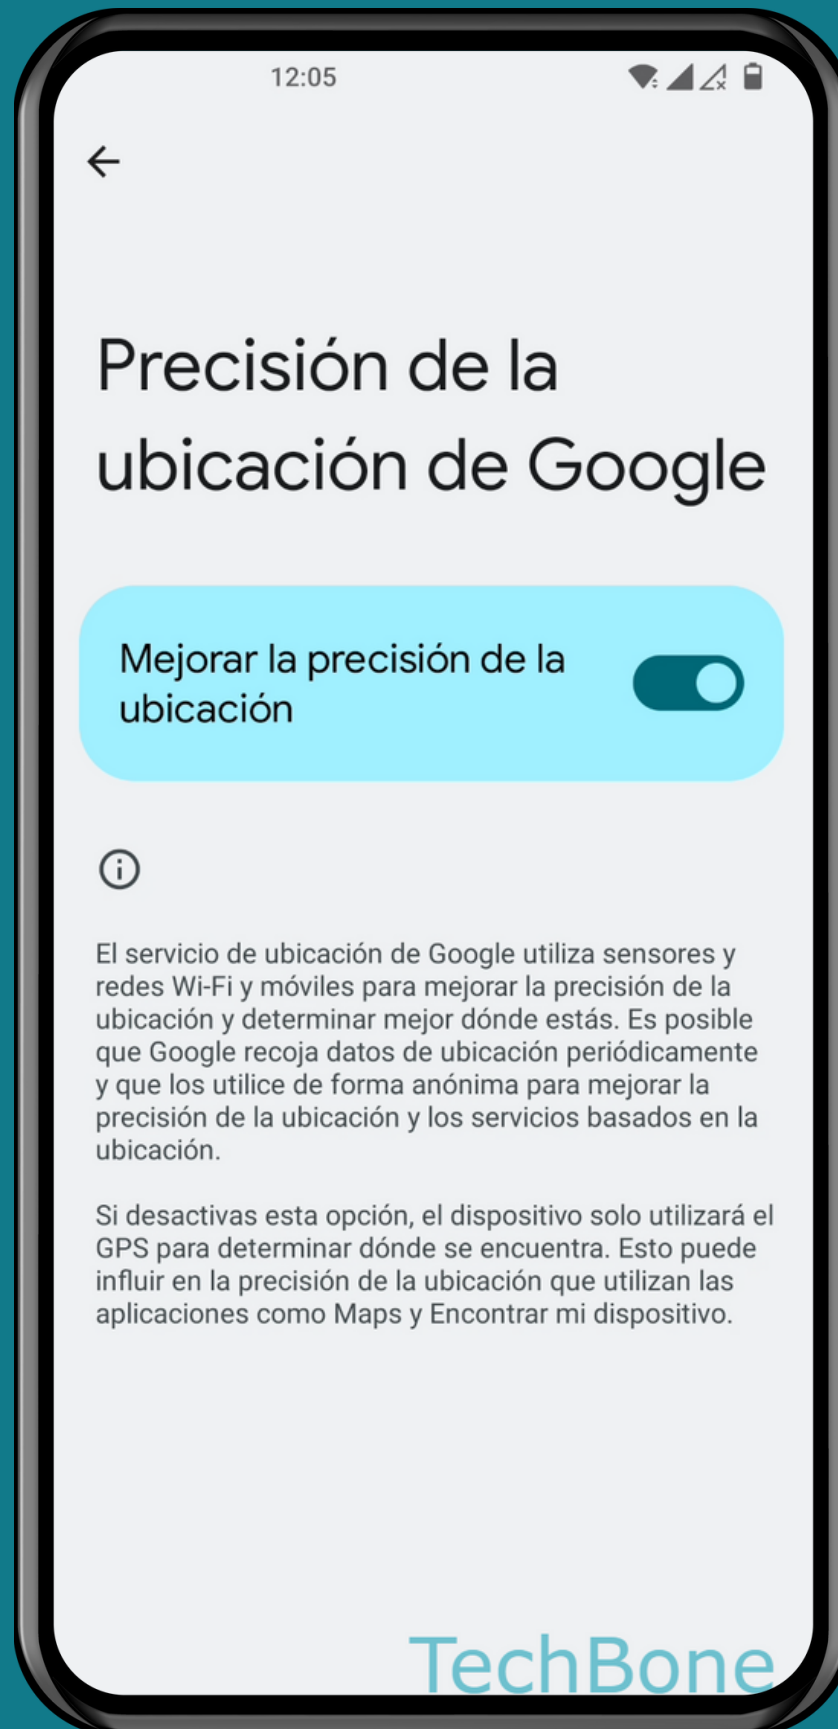 12:05
Precisión de la
ubicación de Google
Mejorar la precisión de la
ubicación
El servicio de ubicación de Google utiliza sensores y
redes Wi-Fi y móviles para mejorar la precisión de la
ubicación y determinar mejor dónde estás. Es posible
que Google recoja datos de ubicación periódicamente
y que los utilice de forma anónima para mejorar la
precisión de la ubicación y los servicios basados en la
ubicación.
Si desactivas esta opción, el dispositivo solo utilizará el
GPS para determinar dónde se encuentra. Esto puede
influir en la precisión de la ubicación que utilizan las
aplicaciones como Maps y Encontrar mi dispositivo.
TechBone